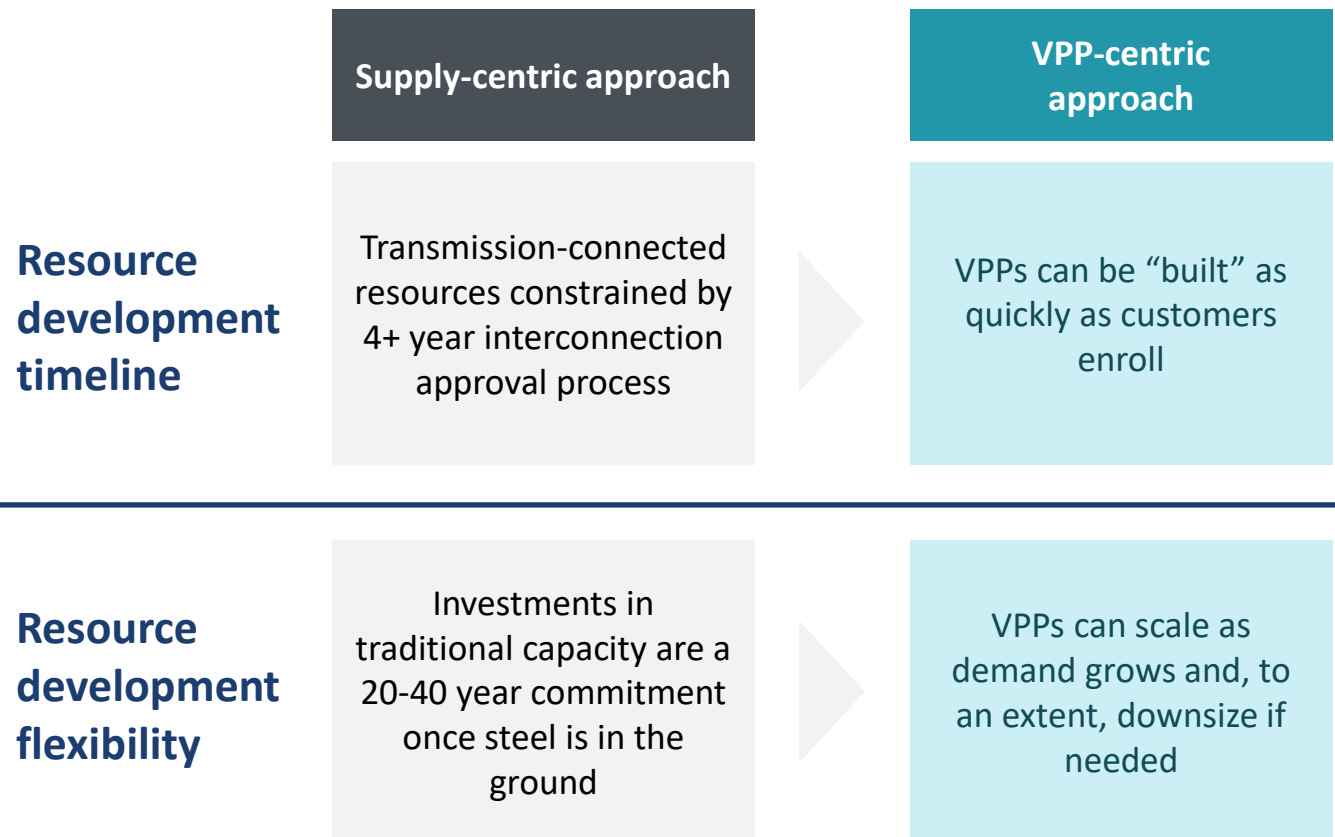 Supply-centric approach
VPP-centric
approach
Resource
development
timeline
Transmission-connected
resources constrained by
4+ year interconnection
approval process
VPPs can be “built” as
quickly as customers
enroll
Resource
development
flexibility
Investments in
traditional capacity are a
20-40 year commitment
once steel is in the
ground
VPPs can scale as
demand grows and, to
an extent, downsize if
needed